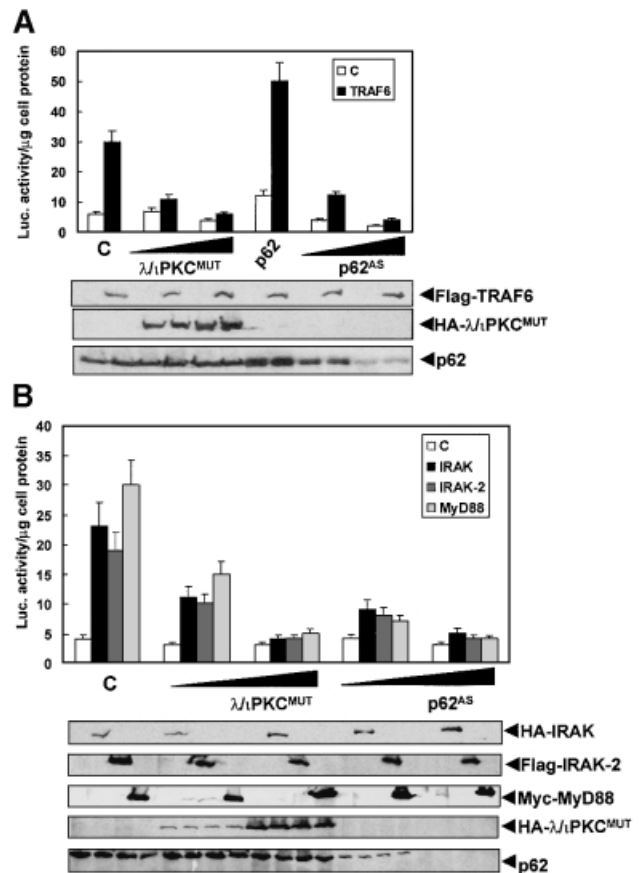 A
Luc. activity/µg cell protein
60
50
40
30
20
10
0
C
TRAF6
C
λ/ιPKCMUT
p62
p62AS
Flag-TRAF6
HA-λ/ιPKCMUT
p62
B
Luc. activity/µg cell protein
40
35
30
25
20
15
10
5
0
C
IRAK
IRAK-2
MyD88
C
λ/ιPKCMUT
p62AS
HA-IRAK
Flag-IRAK-2
Myc-MyD88
HA-λ/ιPKCMUT
p62